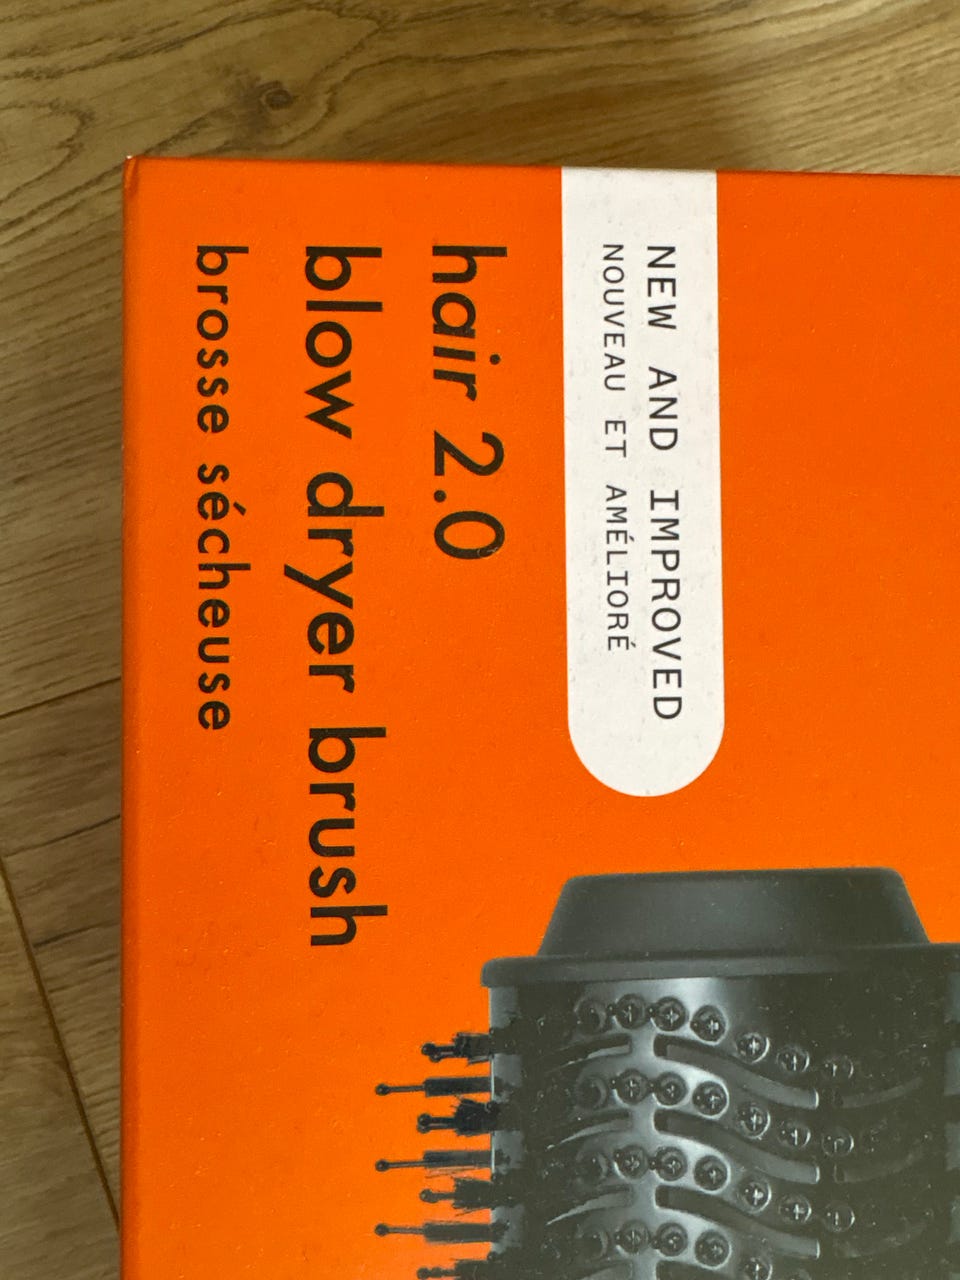 NEW AND IMPROVED
NOUVEAU ET AMÉLIORÉ
hair 2.0
blow dryer brush
brosse sécheuse